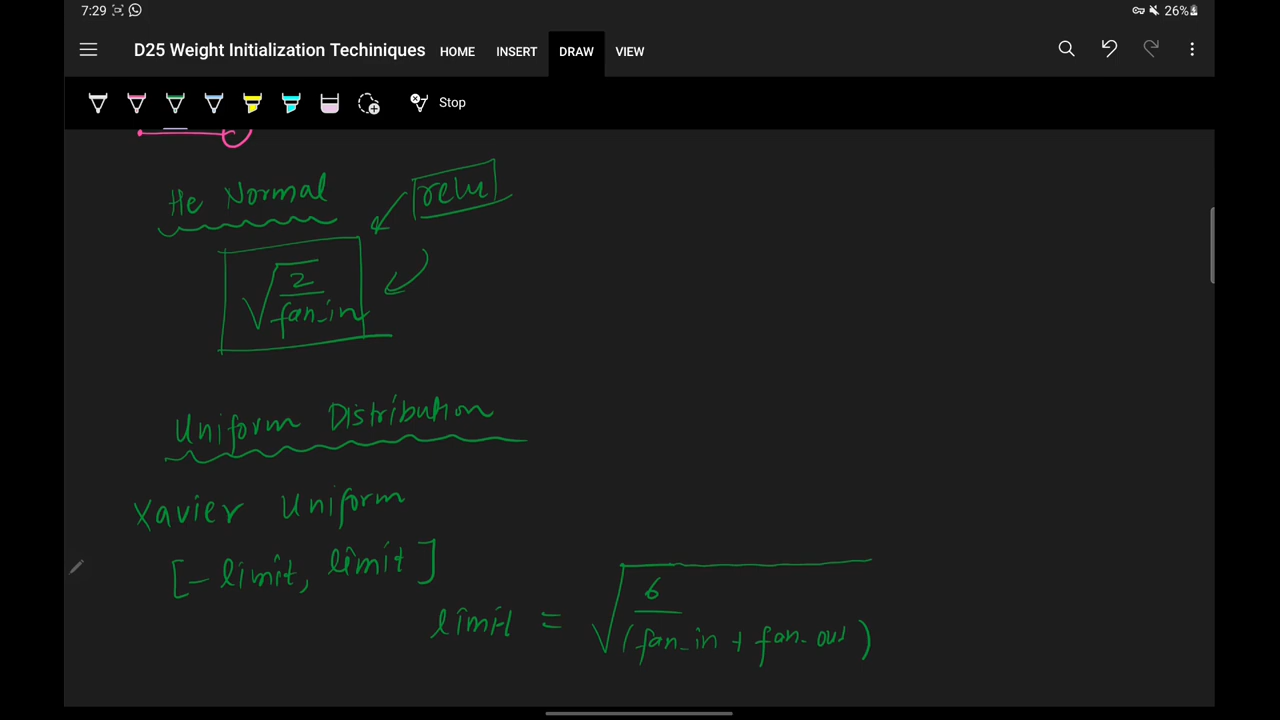 7:29 26%
D25 Weight Initialization Techiniques HOME INSERT DRAW VIEW
Stop
He Normal
relu
√2/fan_in
Uniform Distribution
Xavier Uniform
[-limit, limit]
limit = √6/(fan_in + fan_out)